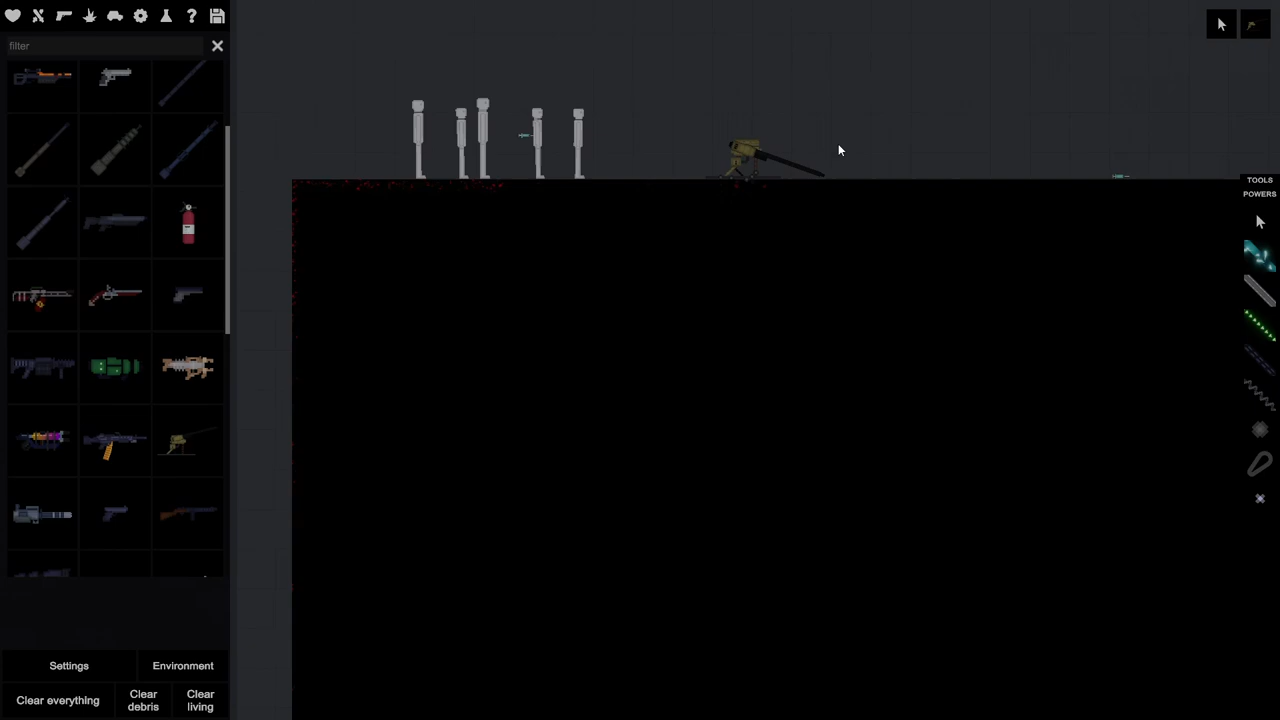 filter
TOOLS
POWERS
Settings
Environment
Clear everything
Clear
debris
Clear
living